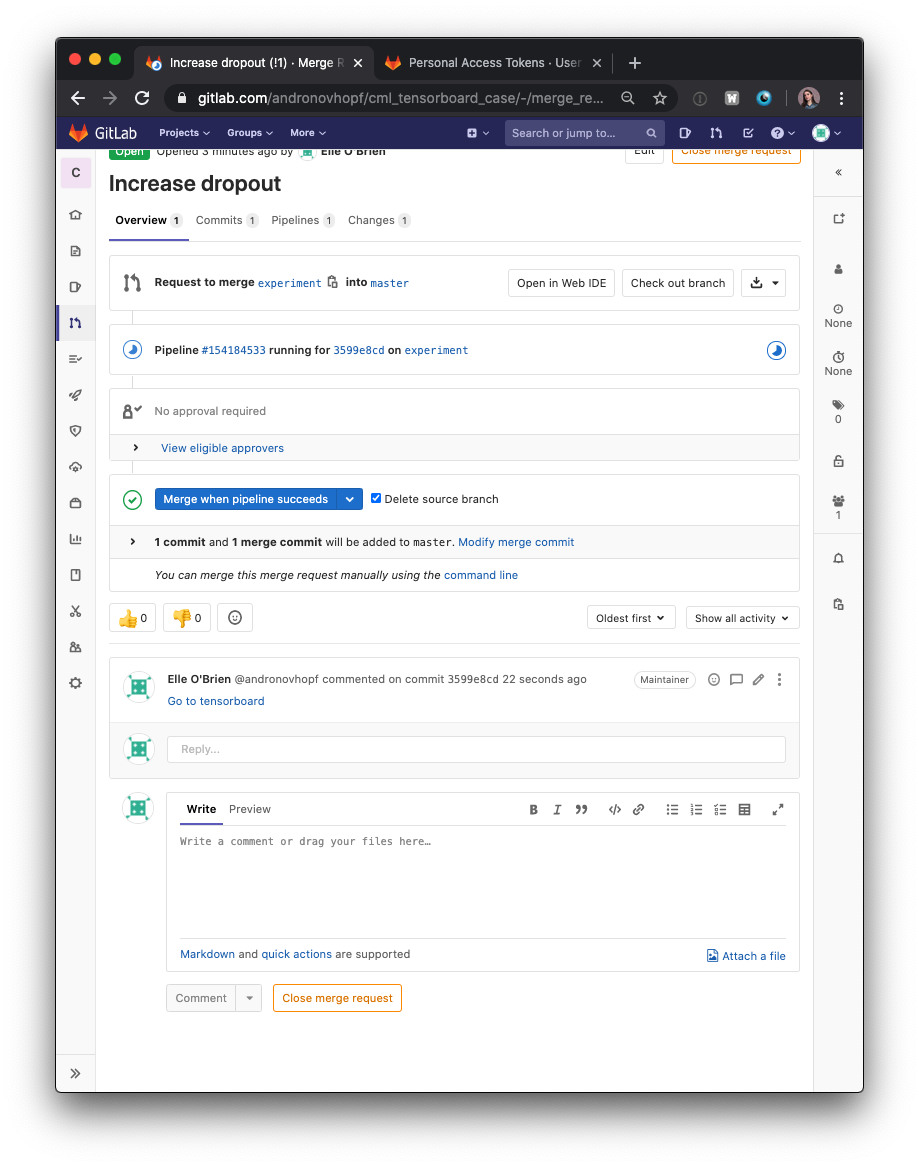 Increase dropout (!1) · Merge R
Personal Access Tokens · User
gitlab.com/andronovhopf/cml_tensorboard_case/-/merge_re...
W
GitLab
Projects
Groups
More
Search or jump to...
C
Open
Opened 3 minutes ago by
Elle O'Brien
Edit
Close merge request
Increase dropout
Overview 1
Commits 1
Pipelines 1
Changes 1
Request to merge experiment into master
Open in Web IDE
Check out branch
Pipeline #154184533 running for 3599e8cd on experiment
No approval required
View eligible approvers
Merge when pipeline succeeds
Delete source branch
1 commit and 1 merge commit will be added to master. Modify merge commit
You can merge this merge request manually using the command line
0
0
Oldest first
Show all activity
Elle O'Brien @andronovhopf commented on commit 3599e8cd 22 seconds ago
Maintainer
Go to tensorboard
Reply...
Write
Preview
Write a comment or drag your files here…
Markdown and quick actions are supported
Attach a file
Comment
Close merge request
None
None
0
1